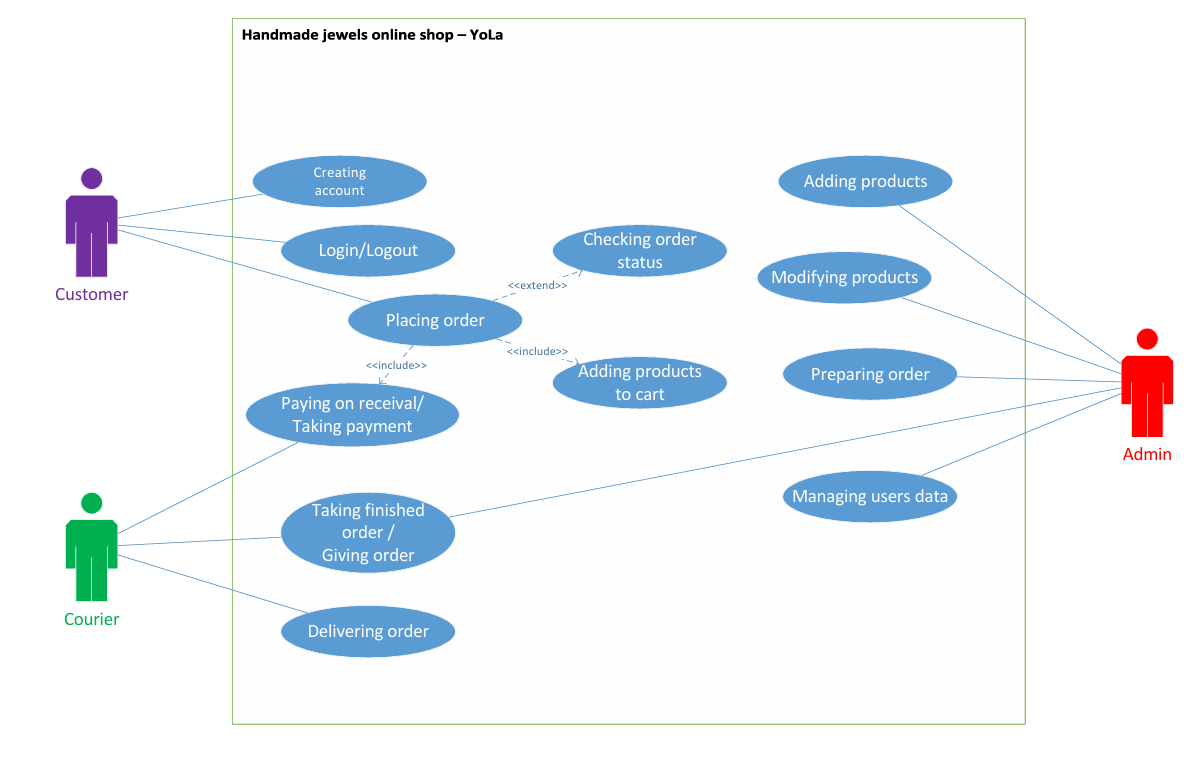 Handmade jewels online shop – YoLa
Creating
account
Adding products
Login/Logout
Checking order
status
Modifying products
Customer
<<extend>>
Placing order
<<include>>
<<include>>
Adding products
to cart
Preparing order
Paying on receival/
Taking payment
Admin
Managing users data
Taking finished
order /
Giving order
Courier
Delivering order